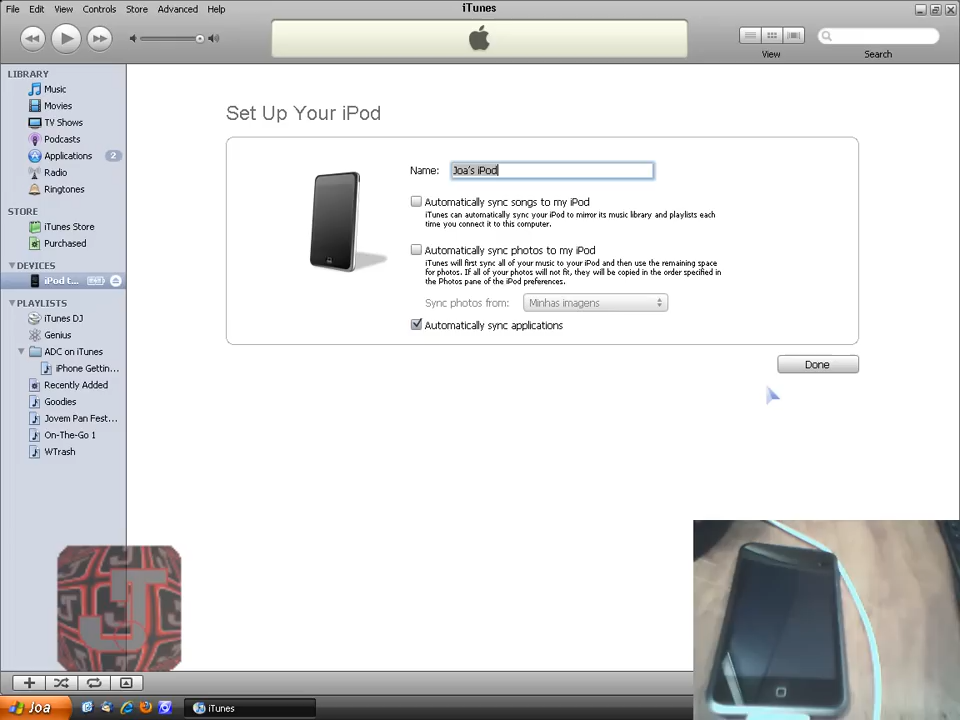 File Edit View Controls Store Advanced Help
iTunes
View
Search
LIBRARY
Music
Movies
TV Shows
Podcasts
Applications 2
Radio
Ringtones
STORE
iTunes Store
Purchased
DEVICES
iPod t...
PLAYLISTS
iTunes DJ
Genius
ADC on iTunes
iPhone Gettin...
Recently Added
Goodies
Jovem Pan Fest...
On-The-Go 1
WTrash
Set Up Your iPod
Name: Joa's iPod
Automatically sync songs to my iPod
iTunes can automatically sync your iPod to mirror its music library and playlists each
time you connect it to this computer.
Automatically sync photos to my iPod
iTunes will first sync all of your music to your iPod and then use the remaining space
for photos. If all of your photos will not fit, they will be copied in the order specified in
the Photos pane of the iPod preferences.
Sync photos from: Minhas imagens
Automatically sync applications
Done
Joa
iTunes